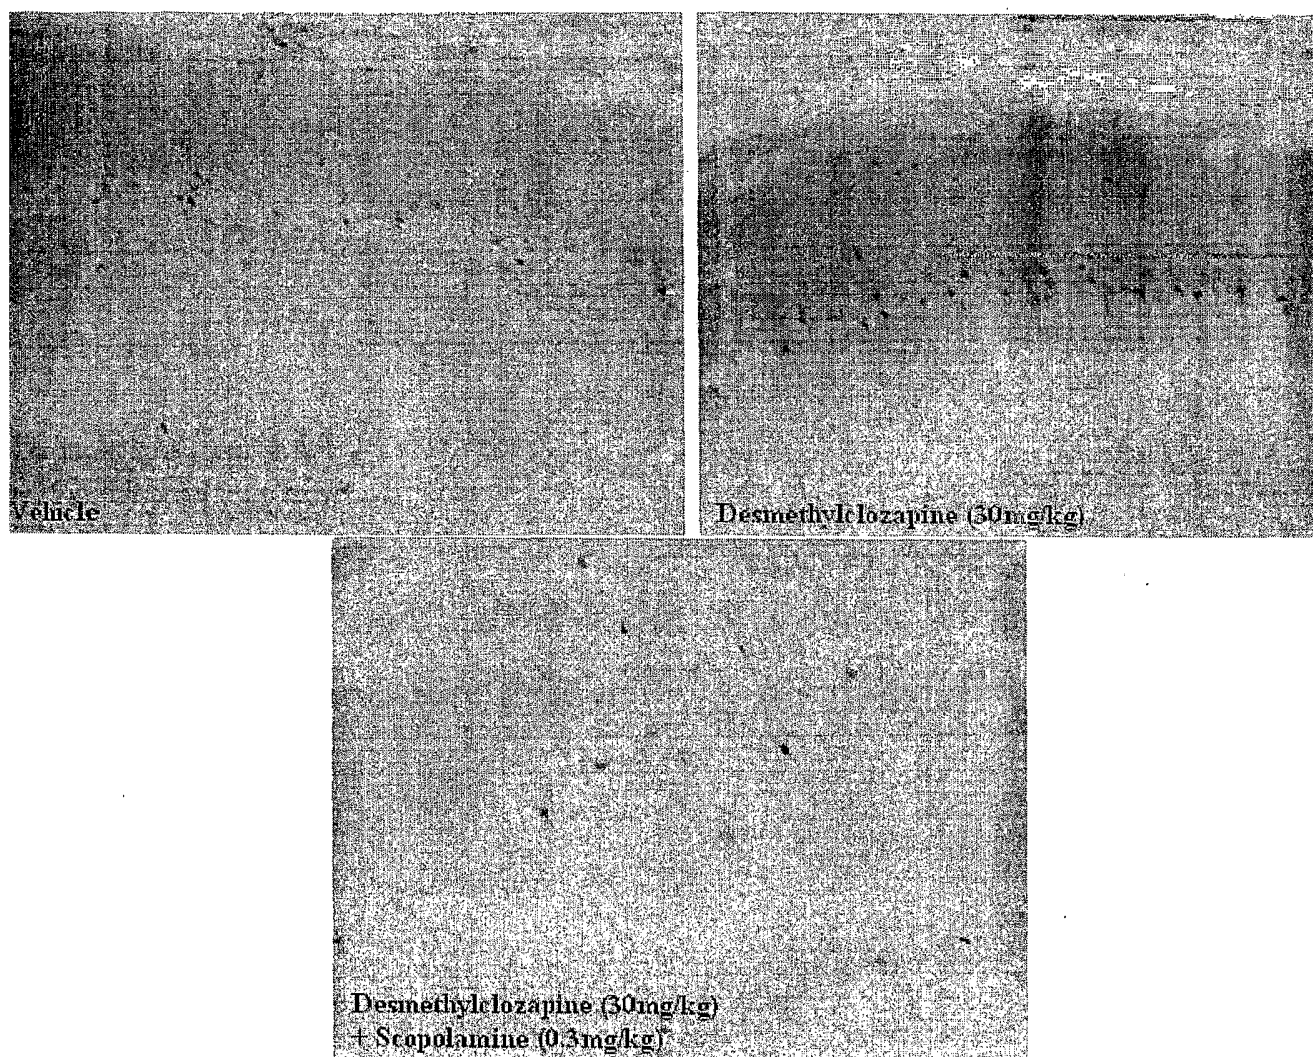 Vehicle
Desmethylclozapine (30mg/kg)
Desmethylclozapine (30mg/kg)
+ Scopolamine (0.3mg/kg)